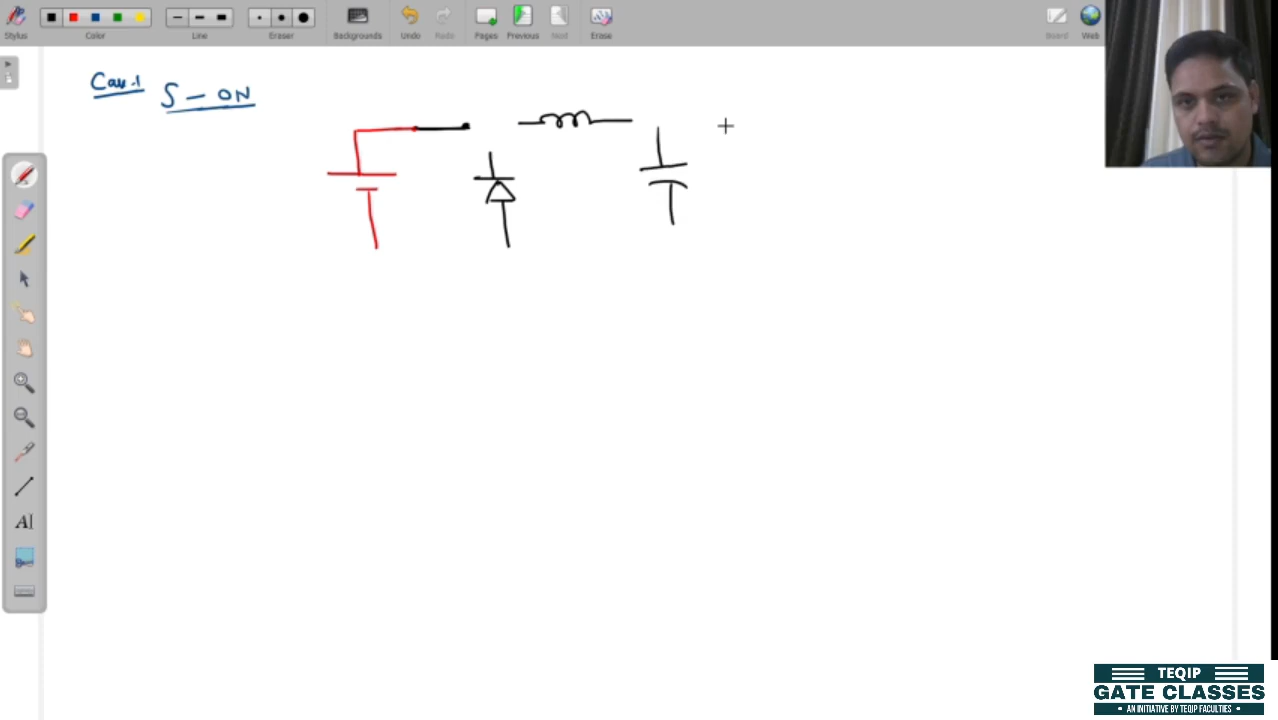 Stylus
Color
Line
Eraser
Backgrounds
Undo
Redo
Pages
Previous
Next
Erase
Board
Web
Case-1 S - ON
AI
TEQIP
GATE CLASSES
• AN INITIATIVE BY TEQIP FACULTIES •